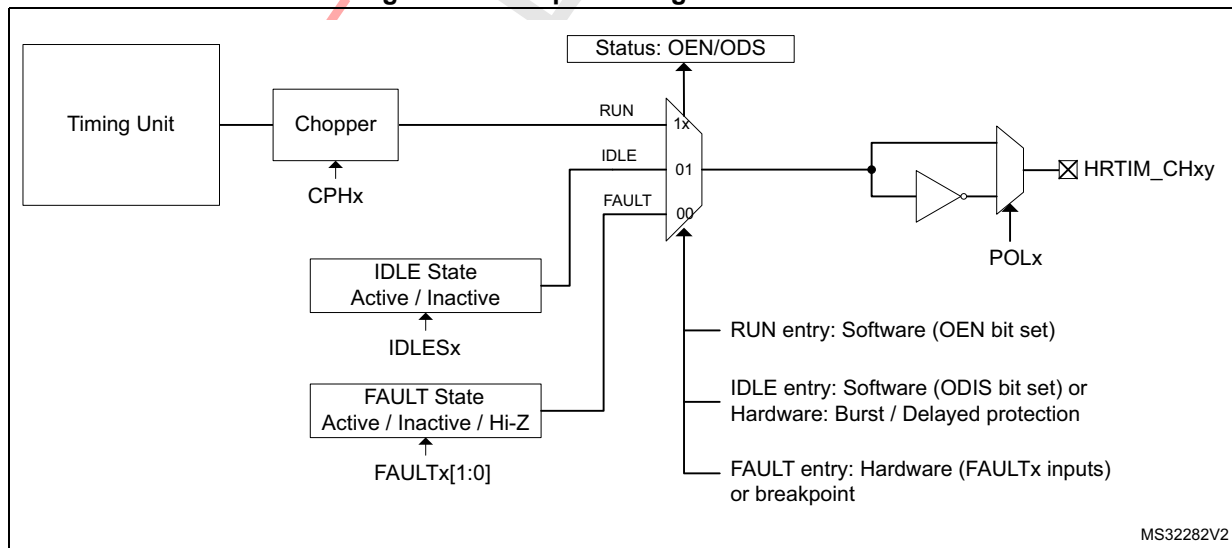 Status: OEN/ODS
Timing Unit
Chopper
CPHx
RUN
1x
IDLE
01
FAULT
00
HRTIM_CHxy
POLx
IDLE State
Active / Inactive
IDLESx
FAULT State
Active / Inactive / Hi-Z
FAULTx[1:0]
RUN entry: Software (OEN bit set)
IDLE entry: Software (ODIS bit set) or
Hardware: Burst / Delayed protection
FAULT entry: Hardware (FAULTx inputs)
or breakpoint
MS32282V2